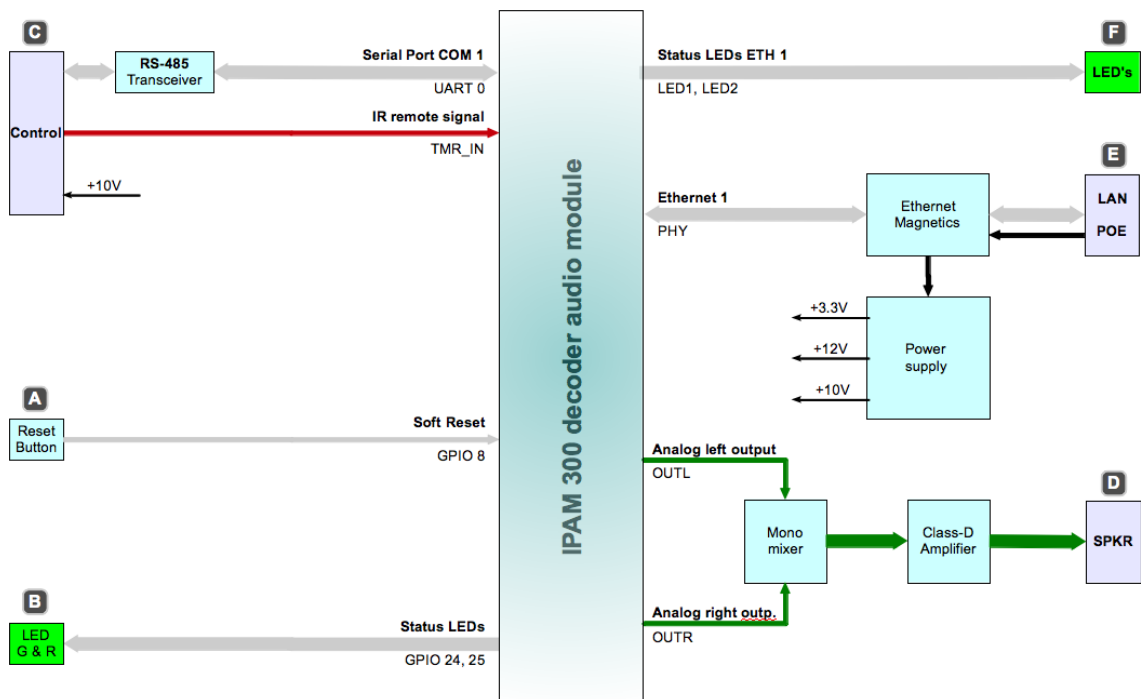 C
Control
RS-485
Transceiver
Serial Port COM 1
UART 0
IR remote signal
TMR_IN
+10V
A
Reset
Button
Soft Reset
GPIO 8
B
LED
G & R
Status LEDs
GPIO 24, 25
IPAM 300 decoder audio module
Status LEDs ETH 1
LED1, LED2
F
LED's
E
LAN
POE
Ethernet 1
PHY
Ethernet
Magnetics
+3.3V
+12V
+10V
Power
supply
Analog left output
OUTL
Mono
mixer
Class-D
Amplifier
D
SPKR
Analog right outp.
OUTR